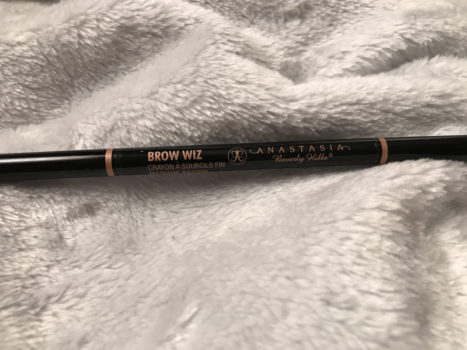 BROW WIZ
CRAYON A SOURCILS FIN
ANASTASIA
Beverly Hills®